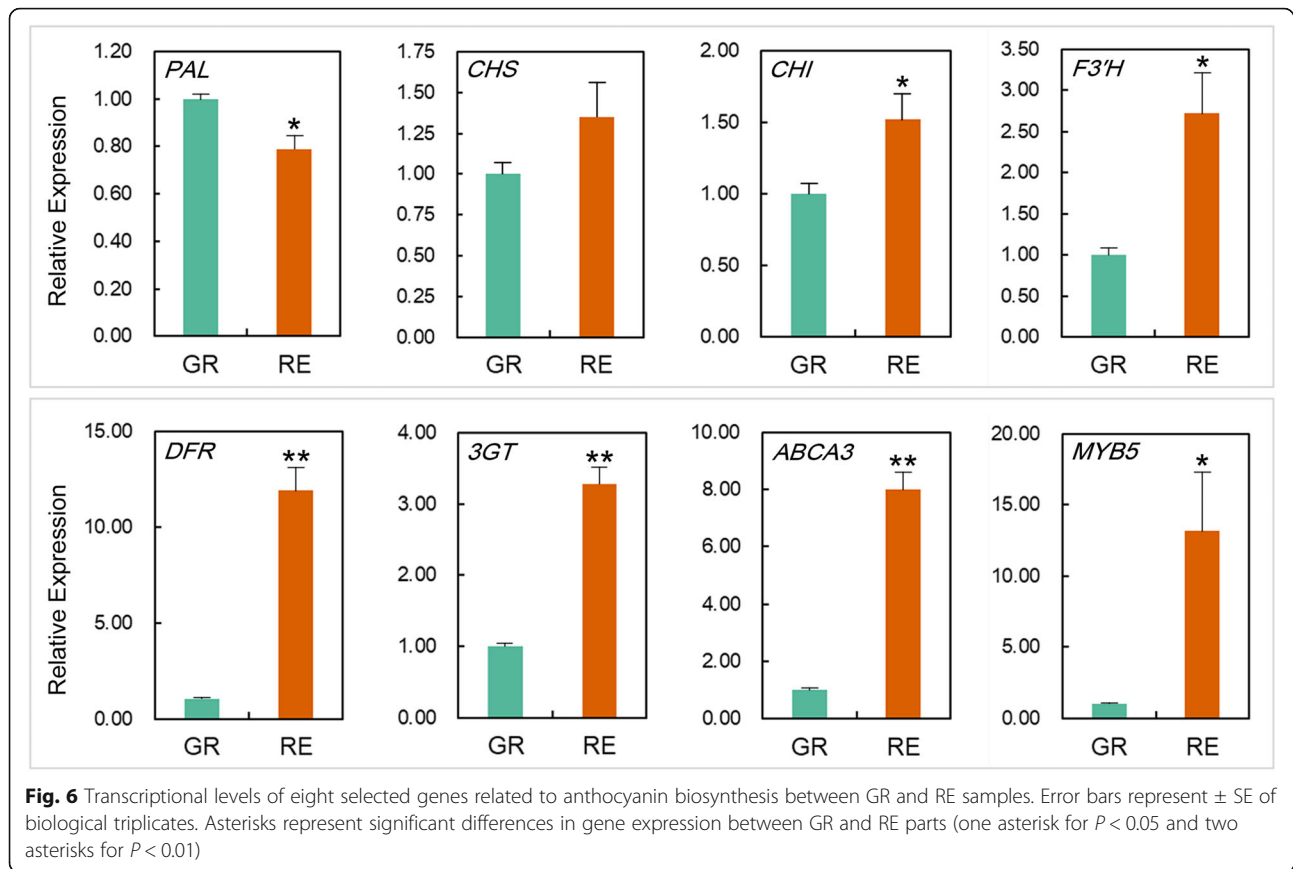 Relative Expression
1.20
1.00
0.80
0.60
0.40
0.20
0.00
PAL
*
GR RE
1.75
1.50
1.25
1.00
0.75
0.50
0.25
0.00
CHS
GR RE
2.00
1.50
1.00
0.50
0.00
CHI
*
GR RE
3.50
3.00
2.50
2.00
1.50
1.00
0.50
0.00
F3'H
*
GR RE
Relative Expression
15.00
10.00
5.00
0.00
DFR
**
GR RE
4.00
3.00
2.00
1.00
0.00
3GT
**
GR RE
10.00
8.00
6.00
4.00
2.00
0.00
ABCA3
**
GR RE
20.00
15.00
10.00
5.00
0.00
MYB5
*
GR RE
Fig. 6 Transcriptional levels of eight selected genes related to anthocyanin biosynthesis between GR and RE samples. Error bars represent ± SE of
biological triplicates. Asterisks represent significant differences in gene expression between GR and RE parts (one asterisk for P < 0.05 and two
asterisks for P < 0.01)